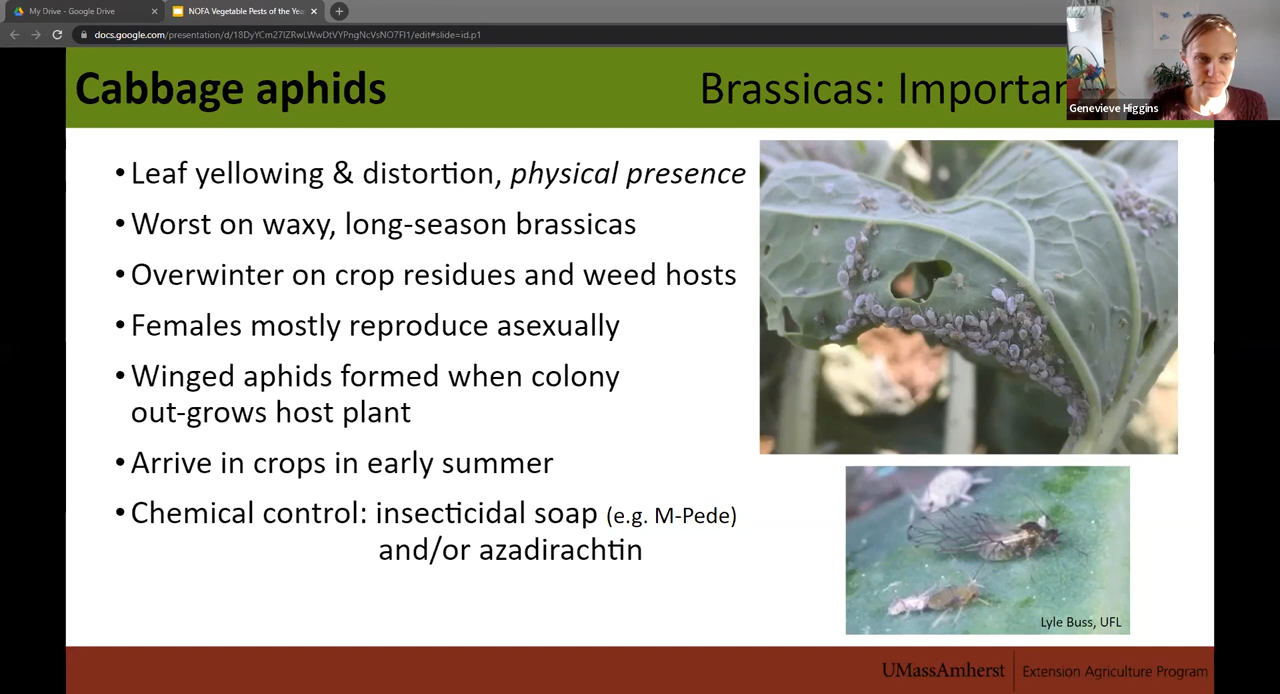 My Drive - Google Drive
NOFA Vegetable Pests of the Yea
docs.google.com/presentation/d/18DyYCm27IZRwLWwDtVYPngNcVsNO7FI1/edit#slide=id.p1
Cabbage aphids
Brassicas: Importan
Genevieve Higgins
• Leaf yellowing & distortion, physical presence
• Worst on waxy, long-season brassicas
• Overwinter on crop residues and weed hosts
• Females mostly reproduce asexually
• Winged aphids formed when colony
out-grows host plant
• Arrive in crops in early summer
• Chemical control: insecticidal soap (e.g. M-Pede)
and/or azadirachtin
Lyle Buss, UFL
UMassAmherst
Extension Agriculture Program